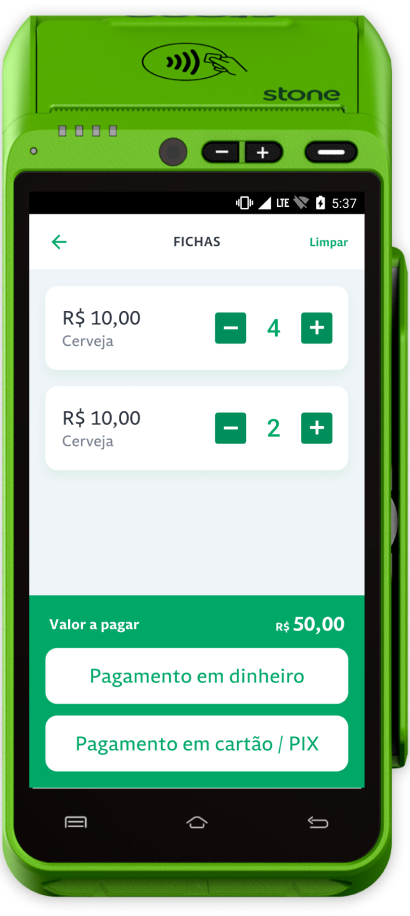 stone
5:37
LTE
FICHAS
Limpar
R$ 10,00
Cerveja
4
R$ 10,00
Cerveja
2
Valor a pagar
R$ 50,00
Pagamento em dinheiro
Pagamento em cartão / PIX